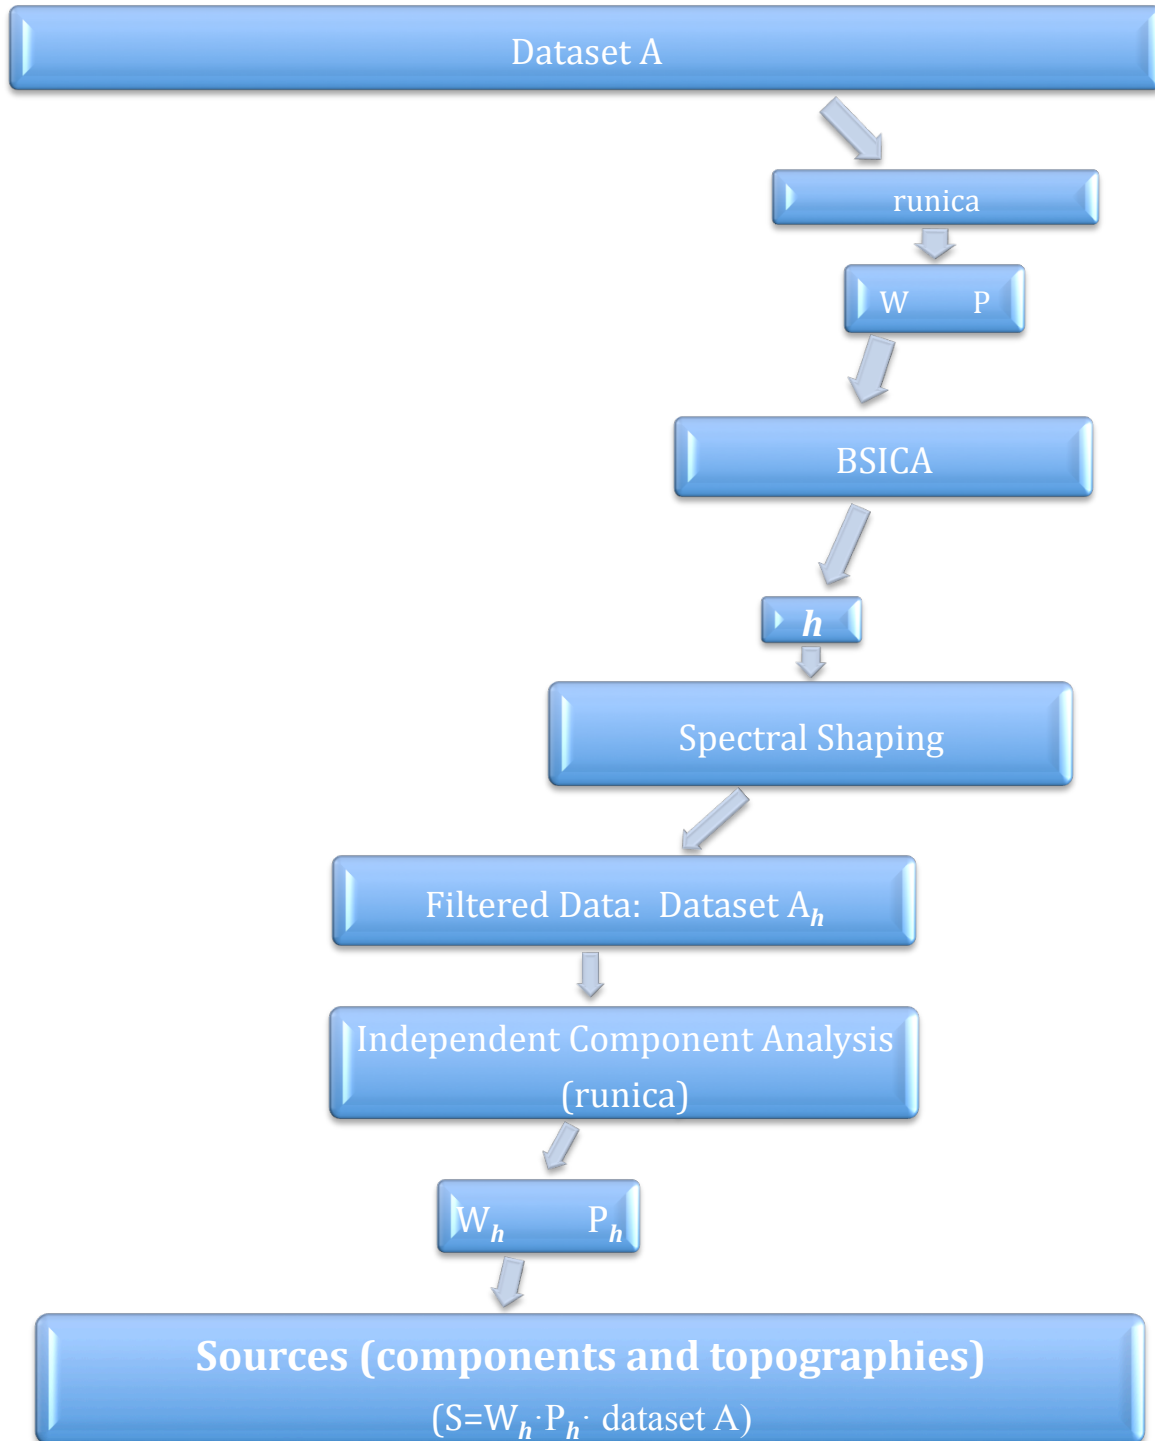 Dataset A
runica
W P
BSICA
h
Spectral Shaping
Filtered Data: Dataset Aₕ
Independent Component Analysis
(runica)
Wₕ Pₕ
Sources (components and topographies)
(S=Wₕ·Pₕ· dataset A)